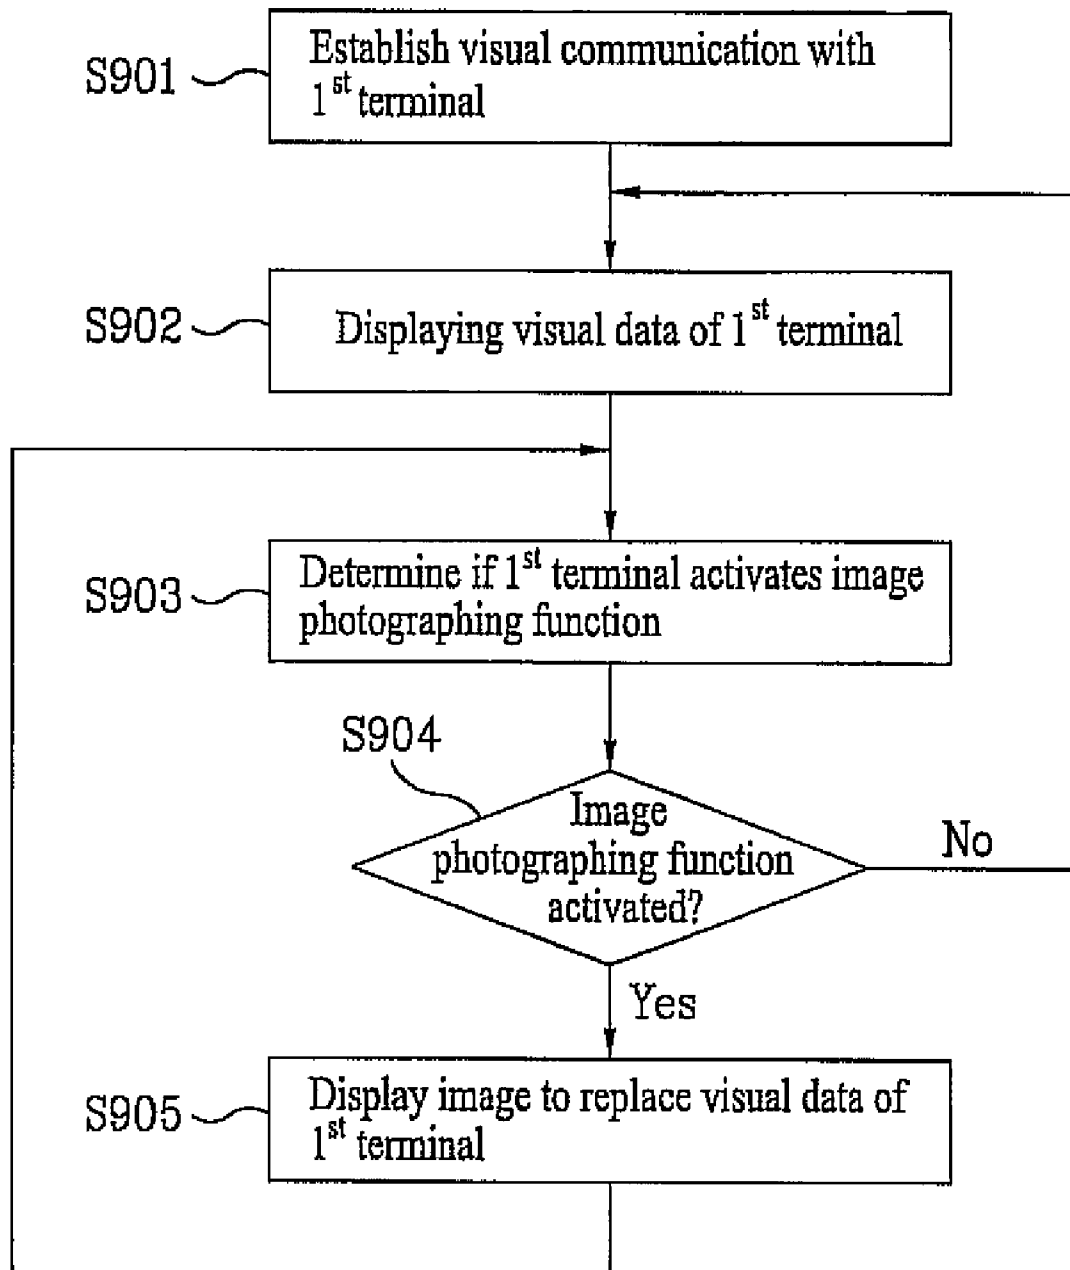 S901
Establish visual communication with
1st terminal
S902
Displaying visual data of 1st terminal
S903
Determine if 1st terminal activates image
photographing function
S904
Image
photographing function
activated?
No
Yes
S905
Display image to replace visual data of
1st terminal